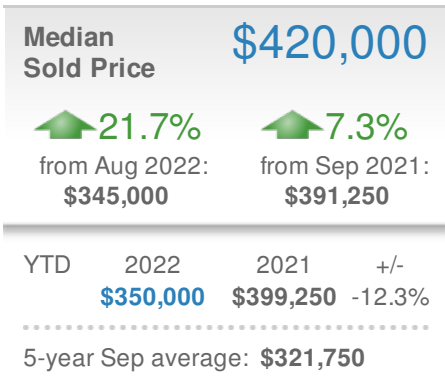 Median
Sold Price
$420,000
21.7%
from Aug 2022:
$345,000
7.3%
from Sep 2021:
$391,250
YTD 2022 2021 +/-
$350,000 $399,250 -12.3%
5-year Sep average: $321,750